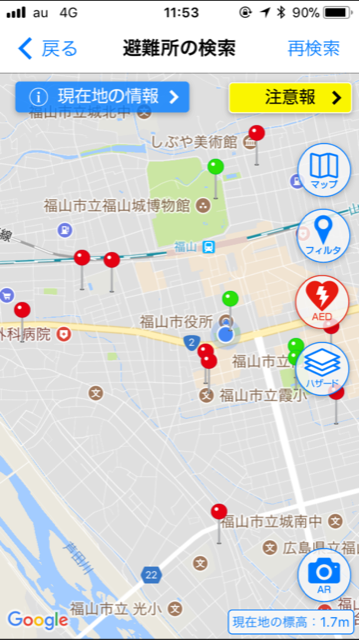 au 4G 11:53 90%
戻る 避難所の検索 再検索
現在地の情報 注意報
福山市立城北中
しぶや美術館
マップ
福山市立福山城博物館
フィルタ
福山
AED
福山市役所
外科病院
2
福山市立
ハザード
福山市立霞小
福山市立城南中
広島県立福
芦田川
22
AR
福山市立 光小
Google
現在地の標高：1.7m